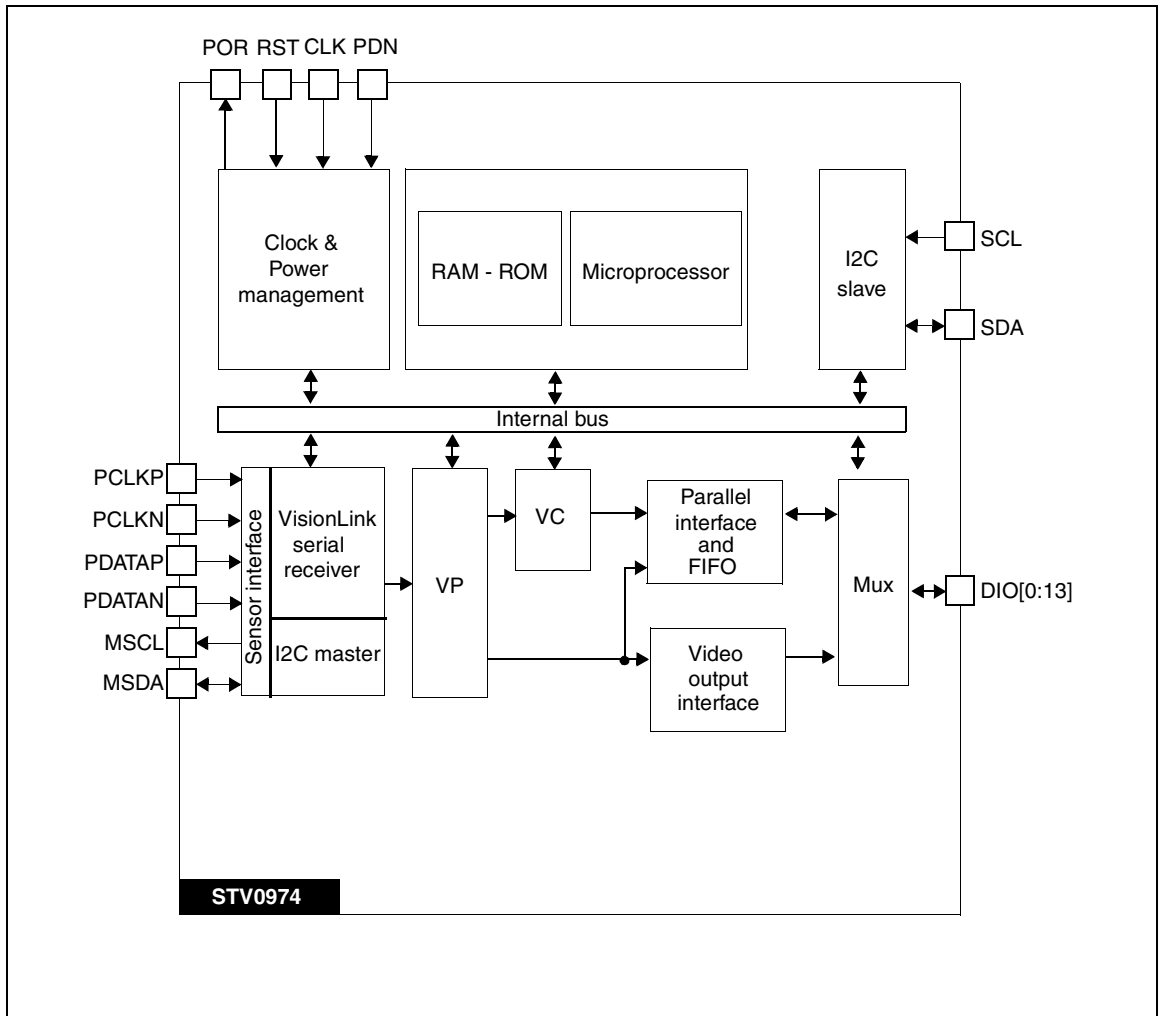 POR RST CLK PDN
Clock &
Power
management
RAM - ROM
Microprocessor
I2C
slave
SCL
SDA
Internal bus
PCLKP
PCLKN
PDATAP
PDATAN
MSCL
MSDA
Sensor interface
VisionLink
serial
receiver
I2C master
VP
VC
Parallel
interface
and
FIFO
Video
output
interface
Mux
DIO[0:13]
STV0974